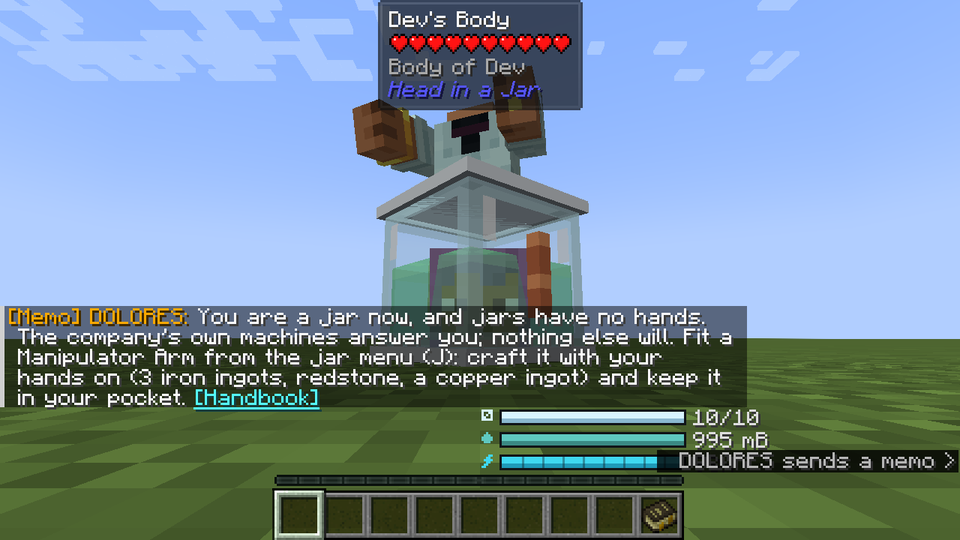 Dev's Body
Body of Dev
Head in a Jar
[Memo] DOLORES: You are a jar now, and jars have no hands.
The company's own machines answer you; nothing else will. Fit a
Manipulator Arm from the jar menu (J): craft it with your
hands on (3 iron ingots, redstone, a copper ingot) and keep it
in your pocket. [Handbook]
10/10
995 mB
DOLORES sends a memo >